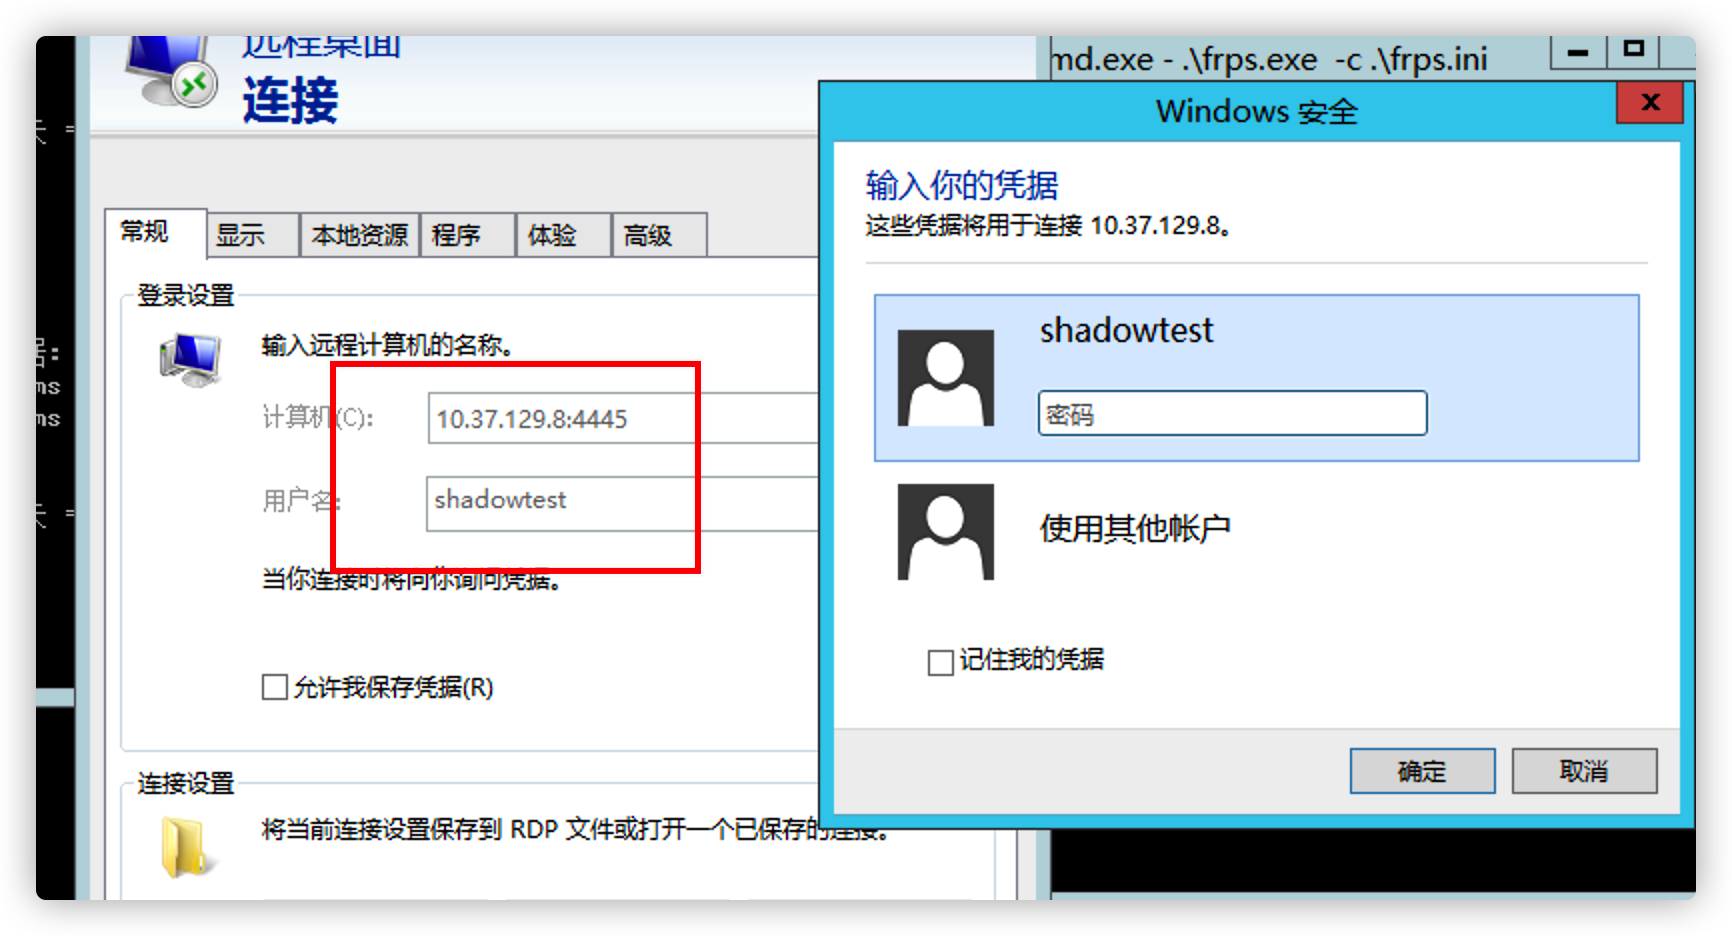 远程桌面
连接
md.exe - .\frps.exe -c .\frps.ini
Windows 安全
x
输入你的凭据
这些凭据将用于连接 10.37.129.8。
常规
显示
本地资源
程序
体验
高级
登录设置
shadowtest
输入远程计算机的名称。
密码
ms
ms
计算机(C):
10.37.129.8:4445
用户名:
shadowtest
使用其他帐户
当你连接时将向你询问凭据。
记住我的凭据
允许我保存凭据(R)
确定
取消
连接设置
将当前连接设置保存到 RDP 文件或打开一个已保存的连接。